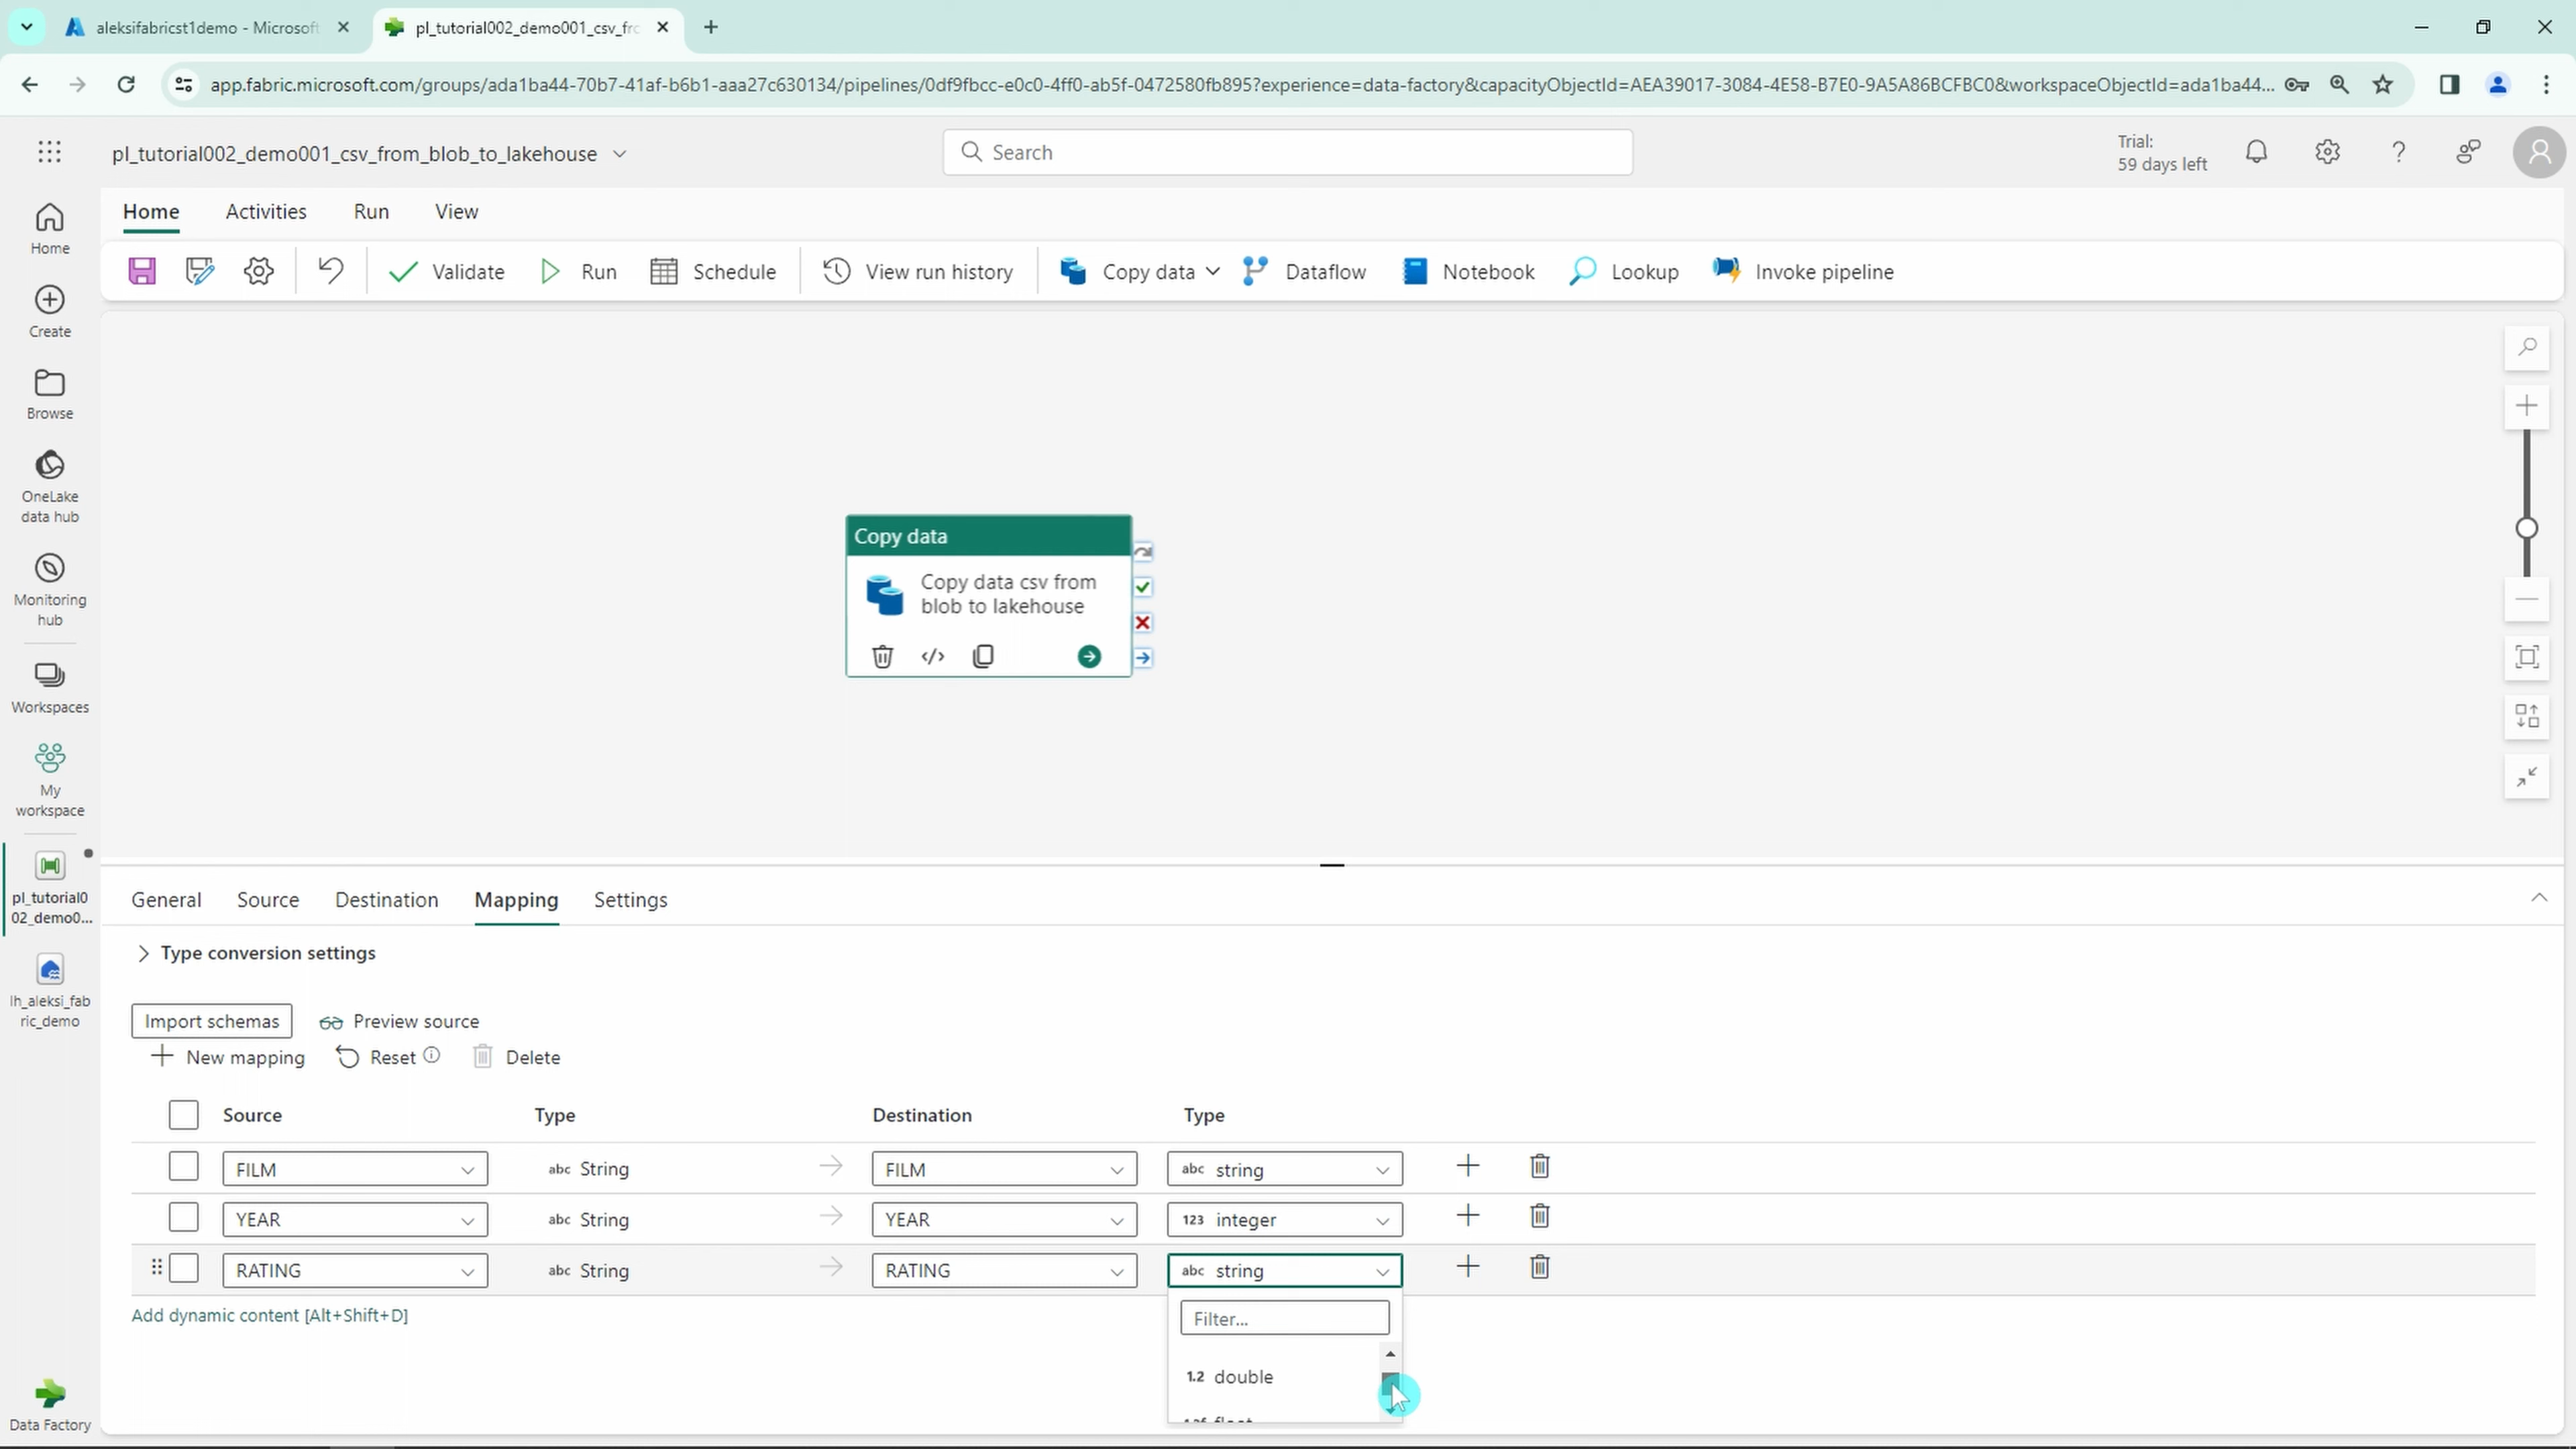 aleksifabricst1demo - Microsoft
pl_tutorial002_demo001_csv_fro
app.fabric.microsoft.com/groups/ada1ba44-70b7-41af-b6b1-aaa27c630134/pipelines/0df9fbcc-e0c0-4ff0-ab5f-0472580fb895?experience=data-factory&capacityObjectId=AEA39017-3084-4E58-B7E0-9A5A86BCFBC0&workspaceObjectId=ada1ba44...
pl_tutorial002_demo001_csv_from_blob_to_lakehouse
Search
Trial:
59 days left
Home
Activities
Run
View
Validate
Run
Schedule
View run history
Copy data
Dataflow
Notebook
Lookup
Invoke pipeline
Home
Create
Browse
OneLake
data hub
Monitoring
hub
Workspaces
My
workspace
pl_tutorial0
02_demo0...
lh_aleksi_fab
ric_demo
Data Factory
Copy data
Copy data csv from
blob to lakehouse
General
Source
Destination
Mapping
Settings
Type conversion settings
Import schemas
Preview source
New mapping
Reset
Delete
Source
Type
Destination
Type
FILM
abc String
FILM
abc string
YEAR
abc String
YEAR
123 integer
RATING
abc String
RATING
abc string
Add dynamic content [Alt+Shift+D]
Filter...
1.2 double